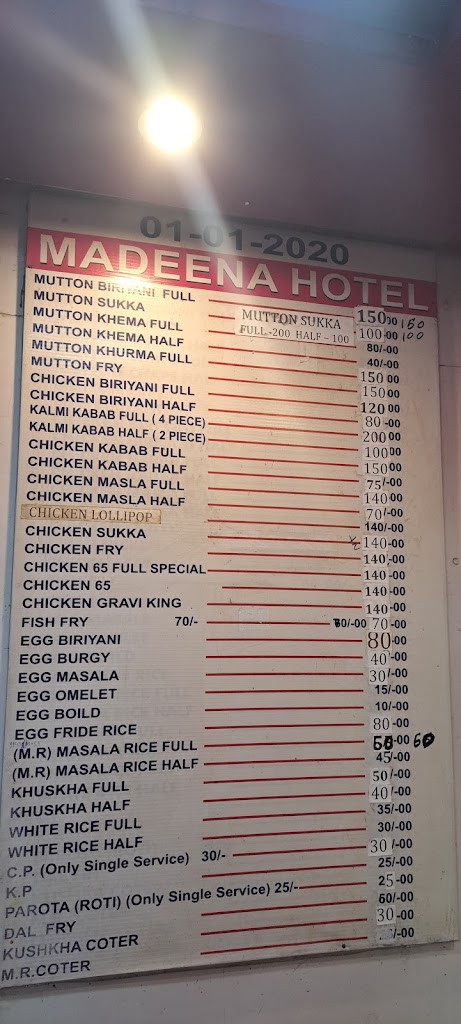 01-01-2020
MADEENA HOTEL
MUTTON BIRIYANI FULL 150 00 150
MUTTON SUKKA MUTTON SUKKA FULL-200 HALF-100 100 00 100
MUTTON KHEMA FULL 80/-00
MUTTON KHEMA HALF 40/-00
MUTTON KHURMA FULL 150 00
MUTTON FRY 150 00
CHICKEN BIRIYANI FULL 120 00
CHICKEN BIRIYANI HALF 80 -00
KALMI KABAB FULL ( 4 PIECE) 200 00
KALMI KABAB HALF ( 2 PIECE) 100 00
CHICKEN KABAB FULL 150 00
CHICKEN KABAB HALF 75/-00
CHICKEN MASLA FULL 140 00
CHICKEN MASLA HALF 70/-00
CHICKEN LOLLIPOP 140/-00
CHICKEN SUKKA 140 -00
CHICKEN FRY 140 -00
CHICKEN 65 FULL SPECIAL 140 -00
CHICKEN 65 140 -00
CHICKEN GRAVI KING 140 -00
FISH FRY 70/- 70 -00
EGG BIRIYANI 80 00
EGG BURGY 40 -00
EGG MASALA 30/-00
EGG OMELET 15/-00
EGG BOILD 10/-00
EGG FRIDE RICE 80 -00
(M.R) MASALA RICE FULL 60-00 60
(M.R) MASALA RICE HALF 45/-00
KHUSKHA FULL 50/-00
KHUSKHA HALF 40/-00
WHITE RICE FULL 35/-00
WHITE RICE HALF 30/-00
C.P. (Only Single Service) 30/- 30 /-00
K.P 25/-00
PAROTA (ROTI) (Only Single Service) 25/- 25 -00
DAL FRY 60/-00
KUSHKHA COTER 30 -00
M.R.COTER /-00